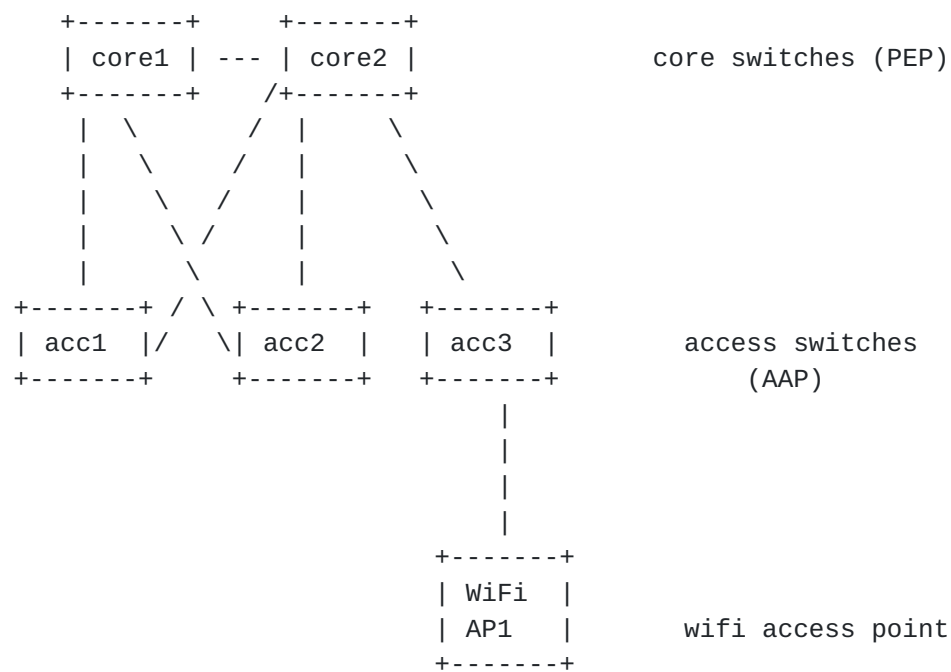 core1 --- core2 core switches (PEP)
acc1 acc2 acc3 access switches
(AAP)
WiFi
AP1 wifi access point